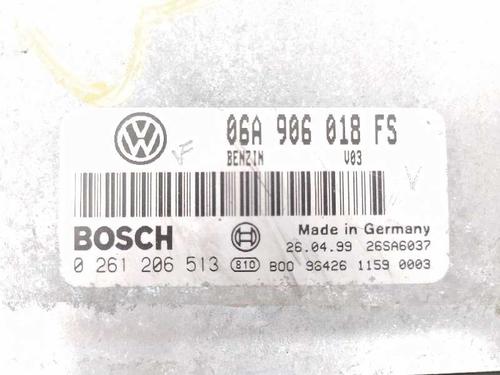 06A 906 018 FS
BENZIN V03
VF
BOSCH
Made in Germany
26.04.99 26SA6037
0 261 206 513 810 B00 96426 1159 0003